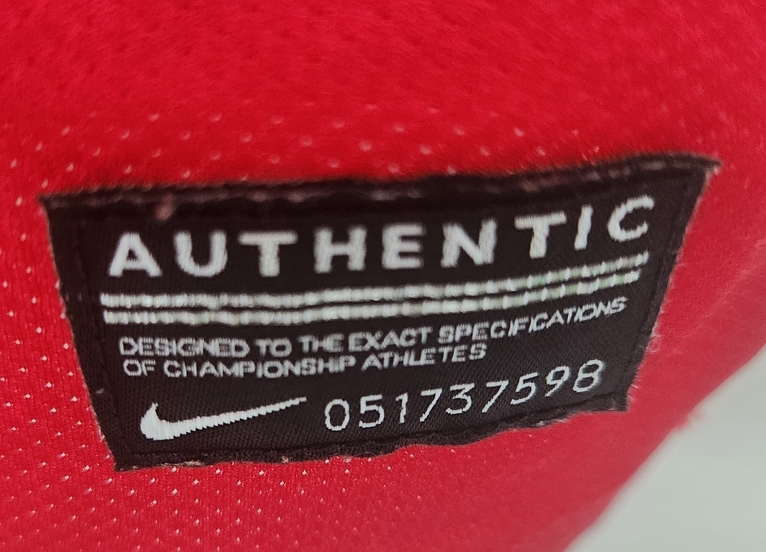 AUTHENTIC
DESIGNED TO THE EXACT SPECIFICATIONS
OF CHAMPIONSHIP ATHLETES
051737598